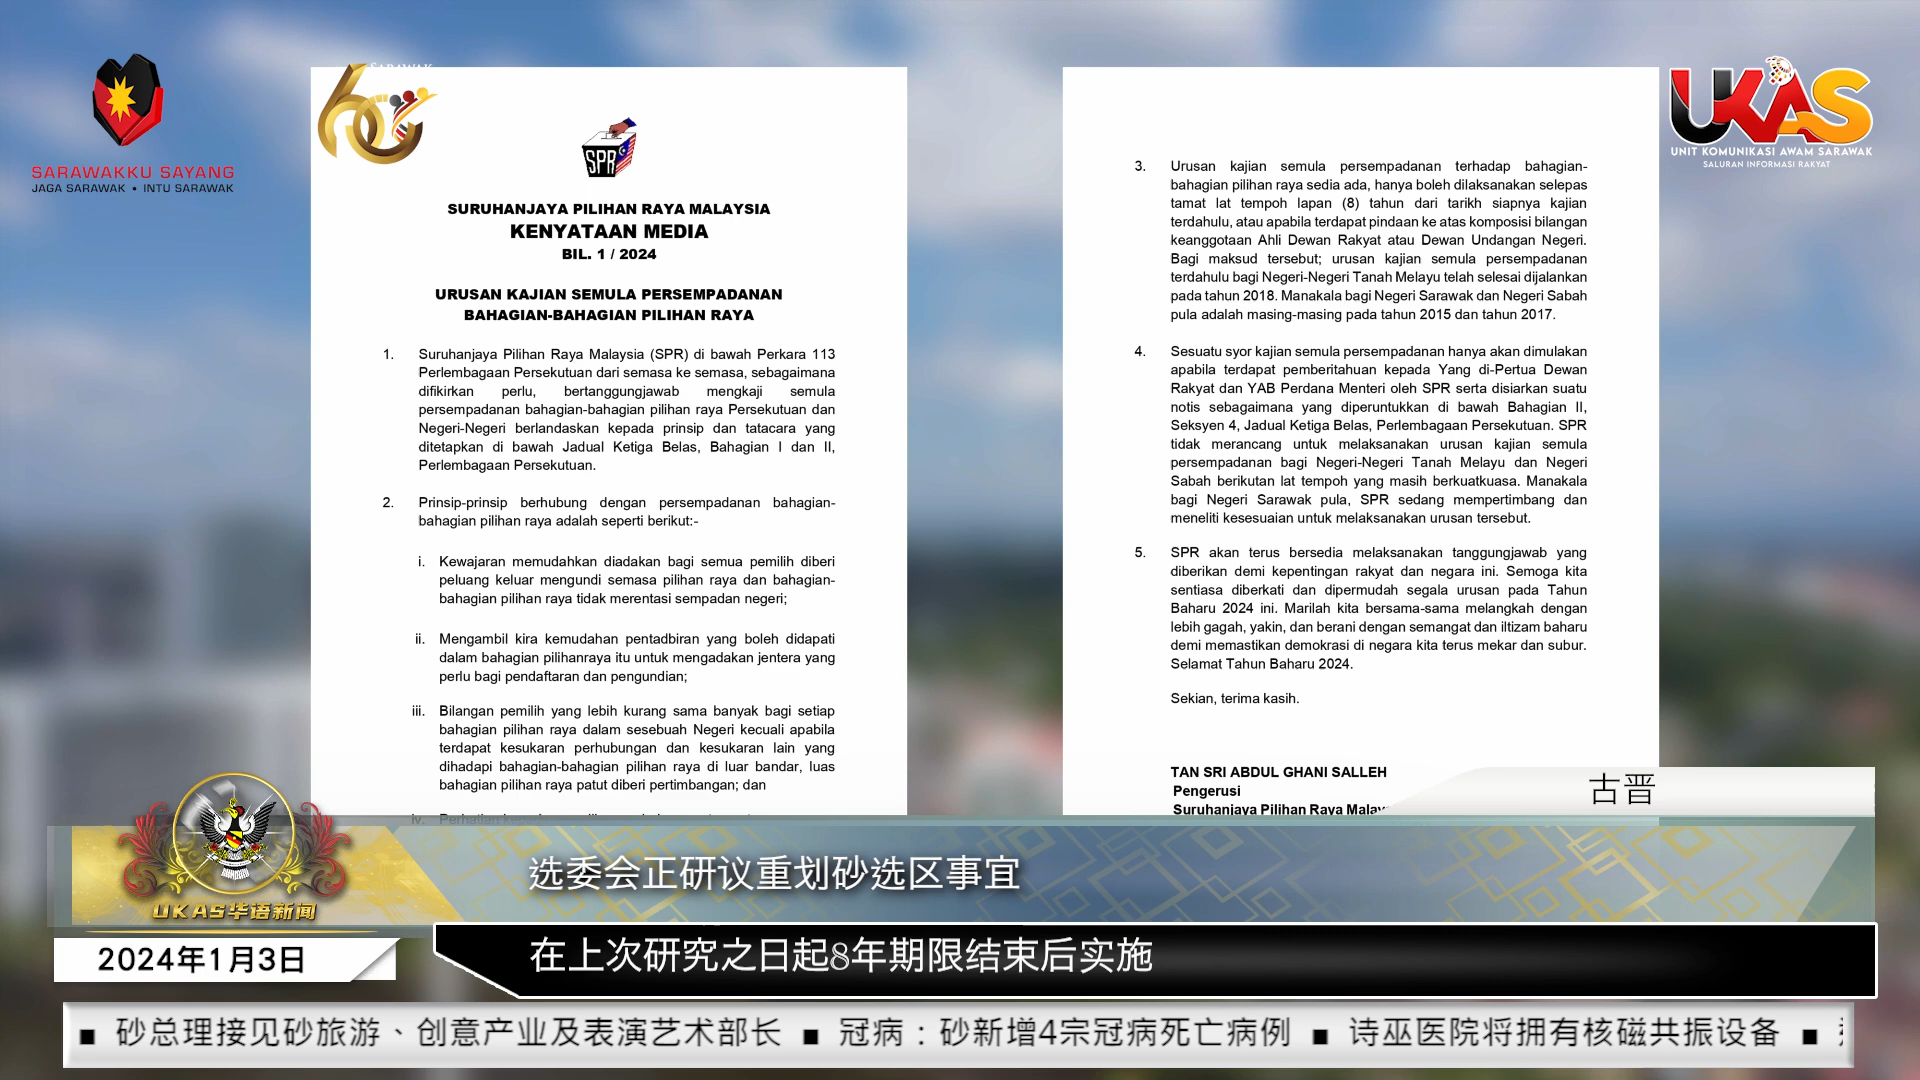 SARAWAKKU SAYANG
JAGA SARAWAK • INTU SARAWAK
SARAWAK
60
SPR
SURUHANJAYA PILIHAN RAYA MALAYSIA
KENYATAAN MEDIA
BIL. 1 / 2024
URUSAN KAJIAN SEMULA PERSEMPADANAN
BAHAGIAN-BAHAGIAN PILIHAN RAYA
1. Suruhanjaya Pilihan Raya Malaysia (SPR) di bawah Perkara 113
Perlembagaan Persekutuan dari semasa ke semasa, sebagaimana
difikirkan perlu, bertanggungjawab mengkaji semula
persempadanan bahagian-bahagian pilihan raya Persekutuan dan
Negeri-Negeri berlandaskan kepada prinsip dan tatacara yang
ditetapkan di bawah Jadual Ketiga Belas, Bahagian I dan II,
Perlembagaan Persekutuan.
2. Prinsip-prinsip berhubung dengan persempadanan bahagian-
bahagian pilihan raya adalah seperti berikut:-
i. Kewajaran memudahkan diadakan bagi semua pemilih diberi
peluang keluar mengundi semasa pilihan raya dan bahagian-
bahagian pilihan raya tidak merentasi sempadan negeri;
ii. Mengambil kira kemudahan pentadbiran yang boleh didapati
dalam bahagian pilihanraya itu untuk mengadakan jentera yang
perlu bagi pendaftaran dan pengundian;
iii. Bilangan pemilih yang lebih kurang sama banyak bagi setiap
bahagian pilihan raya dalam sesebuah Negeri kecuali apabila
terdapat kesukaran perhubungan dan kesukaran lain yang
dihadapi bahagian-bahagian pilihan raya di luar bandar, luas
bahagian pilihan raya patut diberi pertimbangan; dan
iv.
3. Urusan kajian semula persempadanan terhadap bahagian-
bahagian pilihan raya sedia ada, hanya boleh dilaksanakan selepas
tamat lat tempoh lapan (8) tahun dari tarikh siapnya kajian
terdahulu, atau apabila terdapat pindaan ke atas komposisi bilangan
keanggotaan Ahli Dewan Rakyat atau Dewan Undangan Negeri.
Bagi maksud tersebut; urusan kajian semula persempadanan
terdahulu bagi Negeri-Negeri Tanah Melayu telah selesai dijalankan
pada tahun 2018. Manakala bagi Negeri Sarawak dan Negeri Sabah
pula adalah masing-masing pada tahun 2015 dan tahun 2017.
4. Sesuatu syor kajian semula persempadanan hanya akan dimulakan
apabila terdapat pemberitahuan kepada Yang di-Pertua Dewan
Rakyat dan YAB Perdana Menteri oleh SPR serta disiarkan suatu
notis sebagaimana yang diperuntukkan di bawah Bahagian II,
Seksyen 4, Jadual Ketiga Belas, Perlembagaan Persekutuan. SPR
tidak merancang untuk melaksanakan urusan kajian semula
persempadanan bagi Negeri-Negeri Tanah Melayu dan Negeri
Sabah berikutan lat tempoh yang masih berkuatkuasa. Manakala
bagi Negeri Sarawak pula, SPR sedang mempertimbang dan
meneliti kesesuaian untuk melaksanakan urusan tersebut.
5. SPR akan terus bersedia melaksanakan tanggungjawab yang
diberikan demi kepentingan rakyat dan negara ini. Semoga kita
sentiasa diberkati dan dipermudah segala urusan pada Tahun
Baharu 2024 ini. Marilah kita bersama-sama melangkah dengan
lebih gagah, yakin, dan berani dengan semangat dan iltizam baharu
demi memastikan demokrasi di negara kita terus mekar dan subur.
Selamat Tahun Baharu 2024.
Sekian, terima kasih.
TAN SRI ABDUL GHANI SALLEH
Pengerusi
Suruhanjaya Pilihan Raya
UKAS
UNIT KOMUNIKASI AWAM SARAWAK
SALURAN INFORMASI RAKYAT
古晋
UKAS华语新闻
选委会正研议重划砂选区事宜
2024年1月3日
在上次研究之日起8年期限结束后实施
■ 砂总理接见砂旅游、创意产业及表演艺术部长 ■ 冠病：砂新增4宗冠病死亡病例 ■ 诗巫医院将拥有核磁共振设备 ■